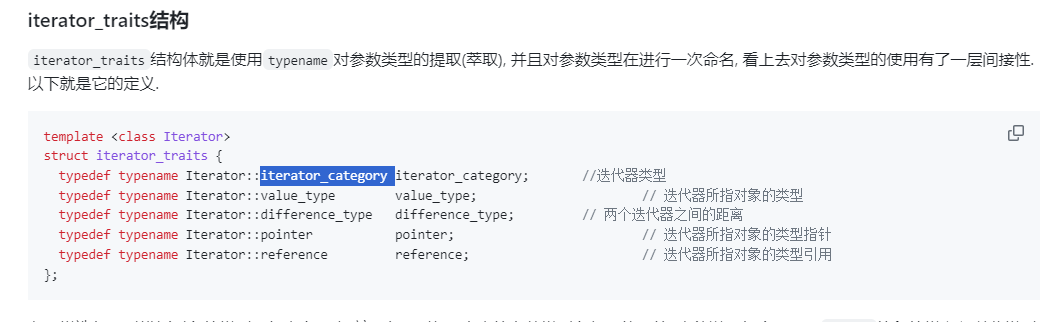 iterator_traits结构
iterator_traits 结构体就是使用 typename 对参数类型的提取(萃取), 并且对参数类型在进行一次命名, 看上去对参数类型的使用有了一层间接性.
以下就是它的定义.
template <class Iterator>
struct iterator_traits {
typedef typename Iterator::iterator_category iterator_category; //迭代器类型
typedef typename Iterator::value_type value_type; // 迭代器所指对象的类型
typedef typename Iterator::difference_type difference_type; // 两个迭代器之间的距离
typedef typename Iterator::pointer pointer; // 迭代器所指对象的类型指针
typedef typename Iterator::reference reference; // 迭代器所指对象的类型引用
};